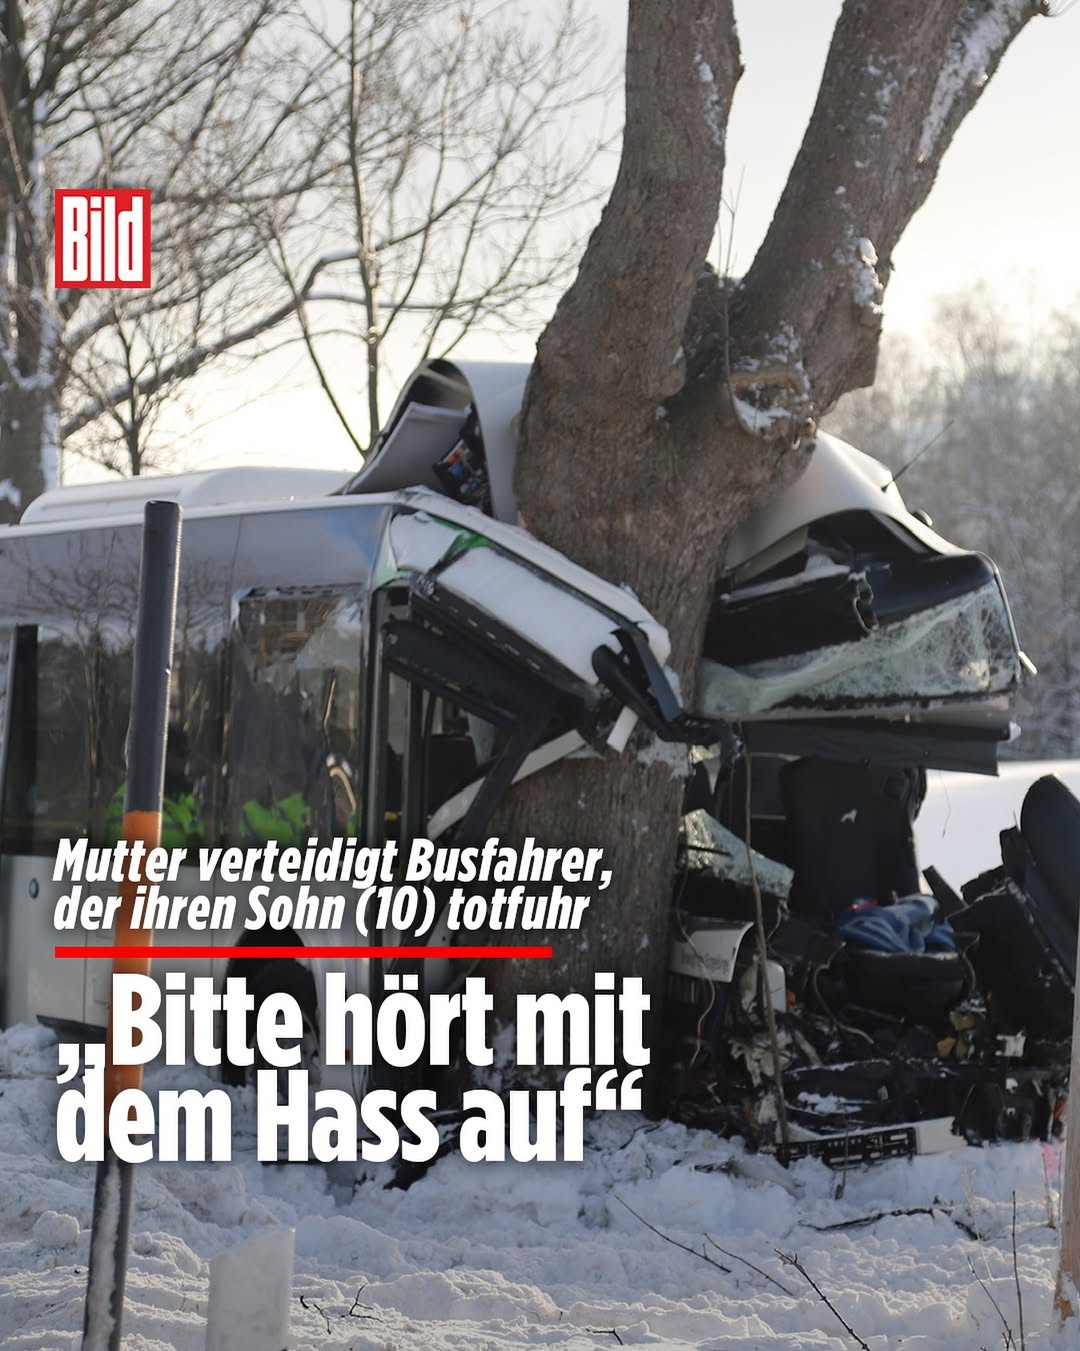 Bild
Mutter verteidigt Busfahrer,
der ihren Sohn (10) totfuhr
„Bitte hört mit
dem Hass auf“